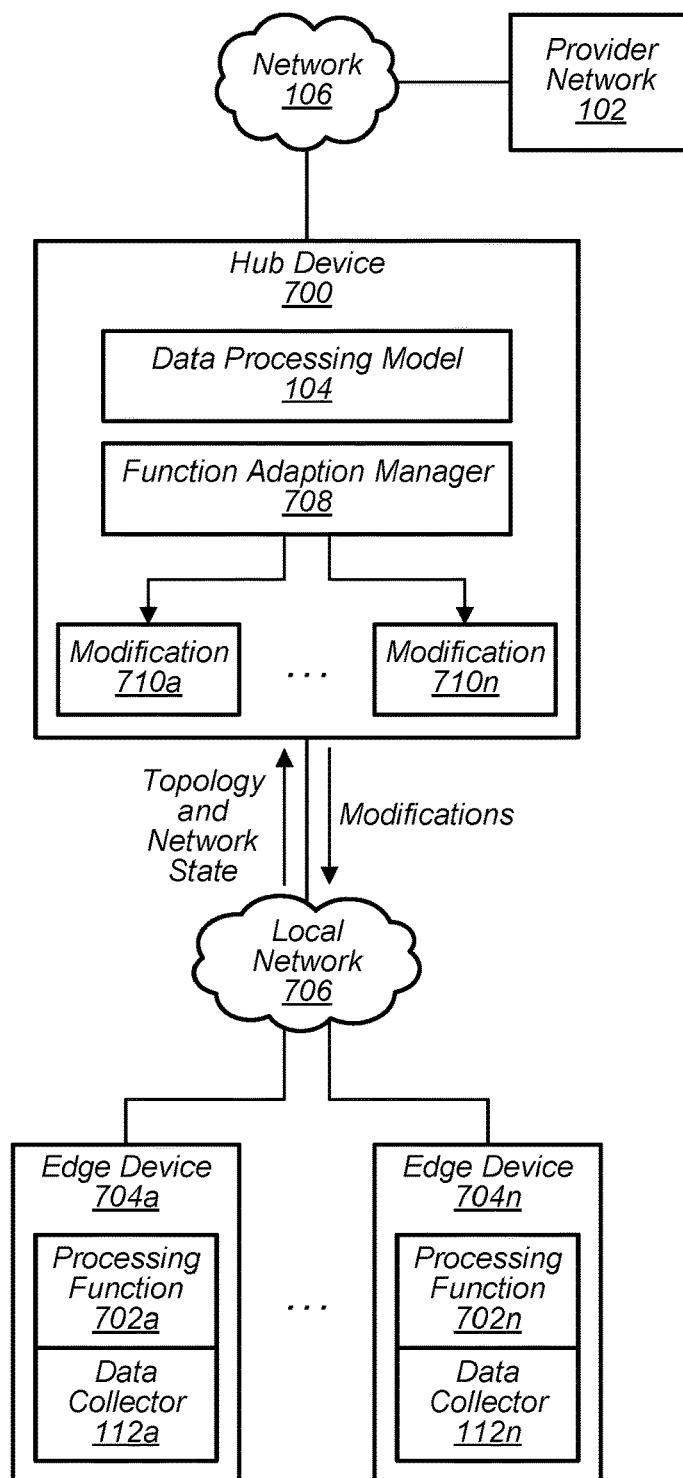 Network
106
Provider
Network
102
Hub Device
700
Data Processing Model
104
Function Adaption Manager
708
Modification
710a
. . .
Modification
710n
Topology
and
Network
State
Modifications
Local
Network
706
Edge Device
704a
Processing
Function
702a
Data
Collector
112a
. . .
Edge Device
704n
Processing
Function
702n
Data
Collector
112n